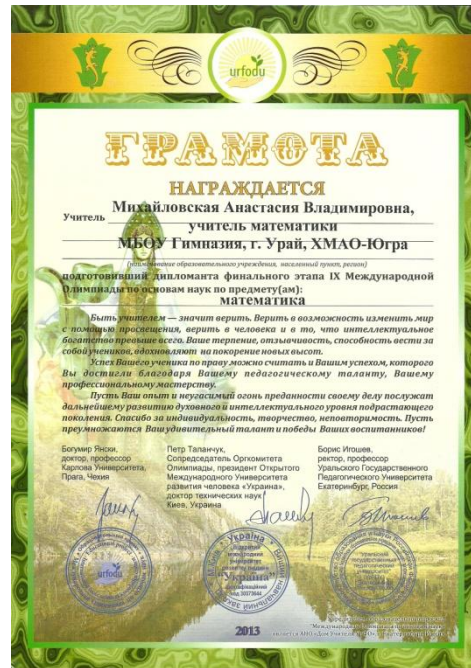 urfodu
ГРАМОТА
НАГРАЖДАЕТСЯ
Учитель Михайловская Анастасия Владимировна,
учитель математики
МБОУ Гимназия, г. Урай, ХМАО-Югра
(наименование образовательного учреждения, населенный пункт, регион)
подготовивший дипломанта финального этапа IX Международной
Олимпиады по основам наук по предмету(ам):
математика
Быть учителем — значит верить. Верить в возможность изменить мир
с помощью просвещения, верить в человека и в то, что интеллектуальное
богатство превыше всего. Ваше терпение, отзывчивость, способность вести за
собой учеников, вдохновляют на покорение новых высот.
Успех Вашего ученика по праву можно считать и Вашим успехом, которого
Вы достигли благодаря Вашему педагогическому таланту, Вашему
профессиональному мастерству.
Пусть Ваш опыт и неугасимый огонь преданности своему делу послужат
дальнейшему развитию духовного и интеллектуального уровня подрастающего
поколения. Спасибо за индивидуальность, творчество, неповторимость. Пусть
преумножаются Ваш удивительный талант и победы Ваших воспитанников!
Богумир Янски,
доктор, профессор
Карлова Университета,
Прага, Чехия
Петр Таланчук,
Сопредседатель Оргкомитета
Олимпиады, президент Открытого
Международного Университета
развития человека «Украина»,
доктор технических наук
Киев, Украина
Борис Игошев,
ректор, профессор
Уральского Государственного
Педагогического Университета
Екатеринбург, Россия
urfodu
Україна
"Україна"
2013